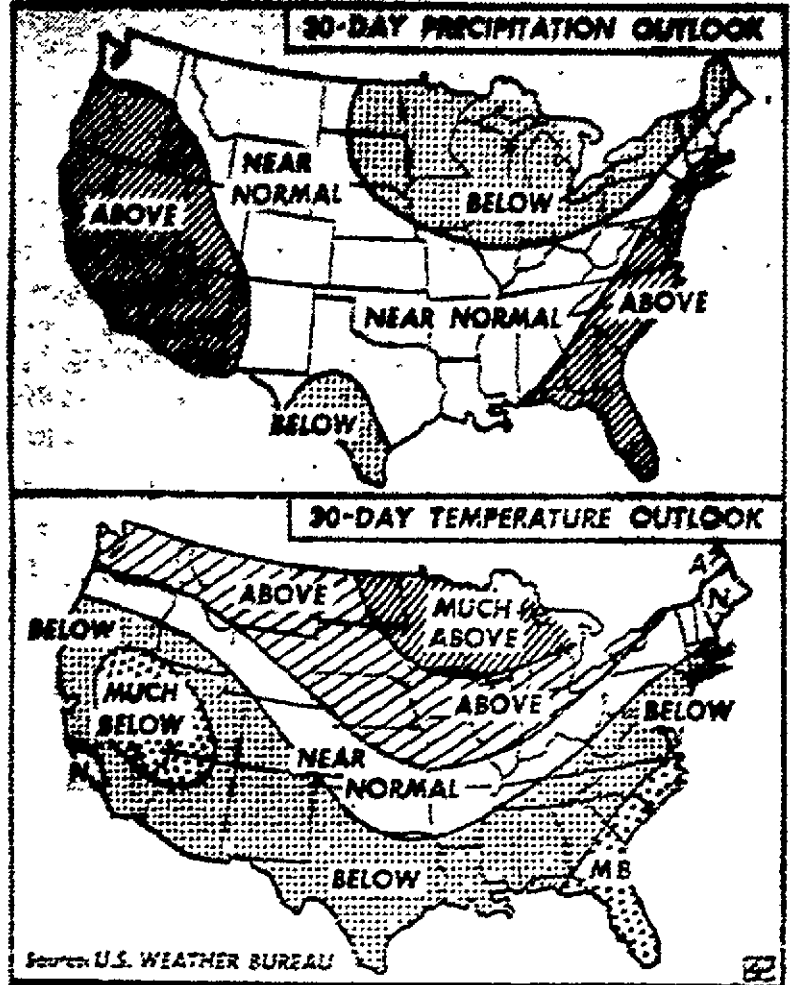 30-DAY PRECIPITATION OUTLOOK
NEAR
NORMAL
ABOVE
BELOW
NEAR NORMAL
ABOVE
BELOW
30-DAY TEMPERATURE OUTLOOK
A
N
ABOVE
MUCH
ABOVE
BELOW
MUCH
BELOW
ABOVE
BELOW
N
NEAR
NORMAL
MB
BELOW
Source: U.S. WEATHER BUREAU